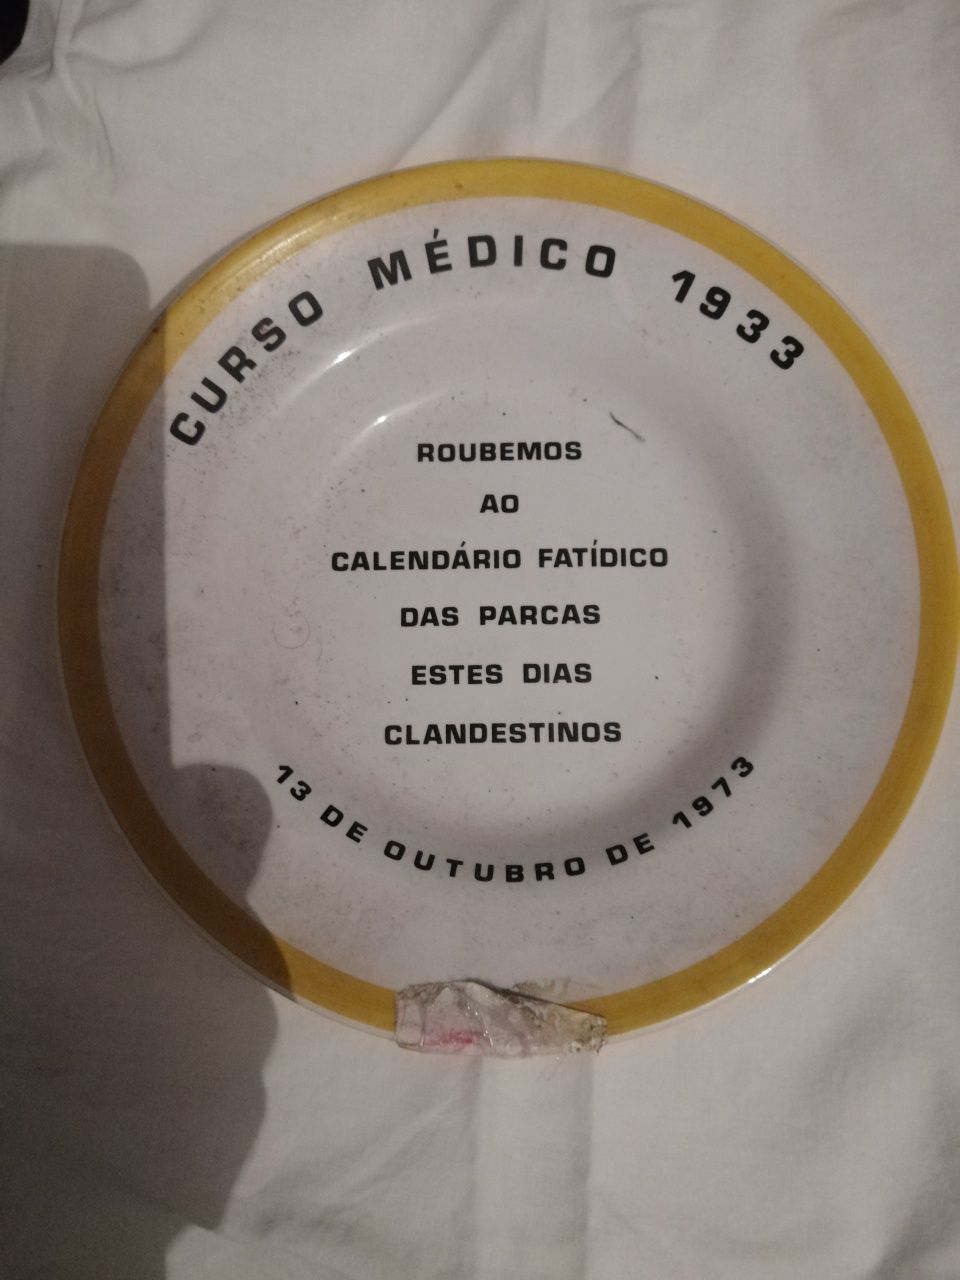 CURSO MÉDICO 1933
ROUBEMOS
AO
CALENDÁRIO FATÍDICO
DAS PARCAS
ESTES DIAS
CLANDESTINOS
13 DE OUTUBRO DE 1973